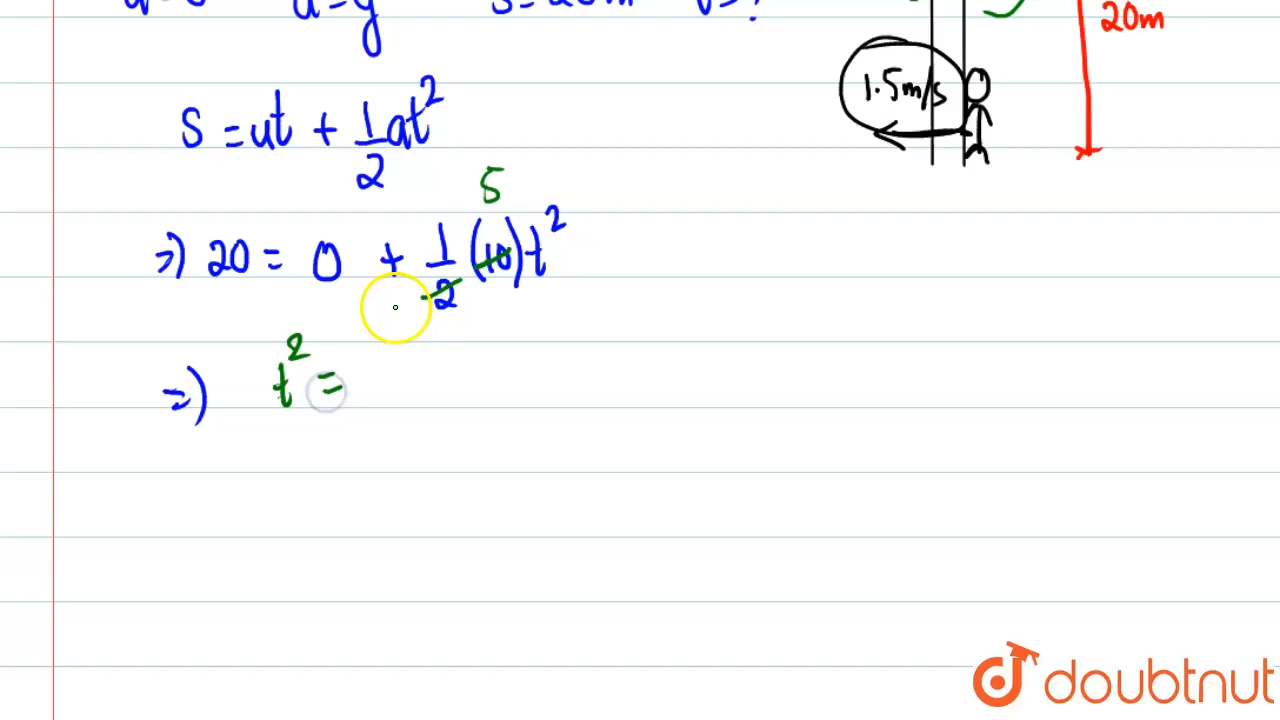 20m
1.5m/s
s = ut + 1/2 at²
5
⇒) 20 = 0 + 1/2 (10) t²
⇒) t² =
doubtnut